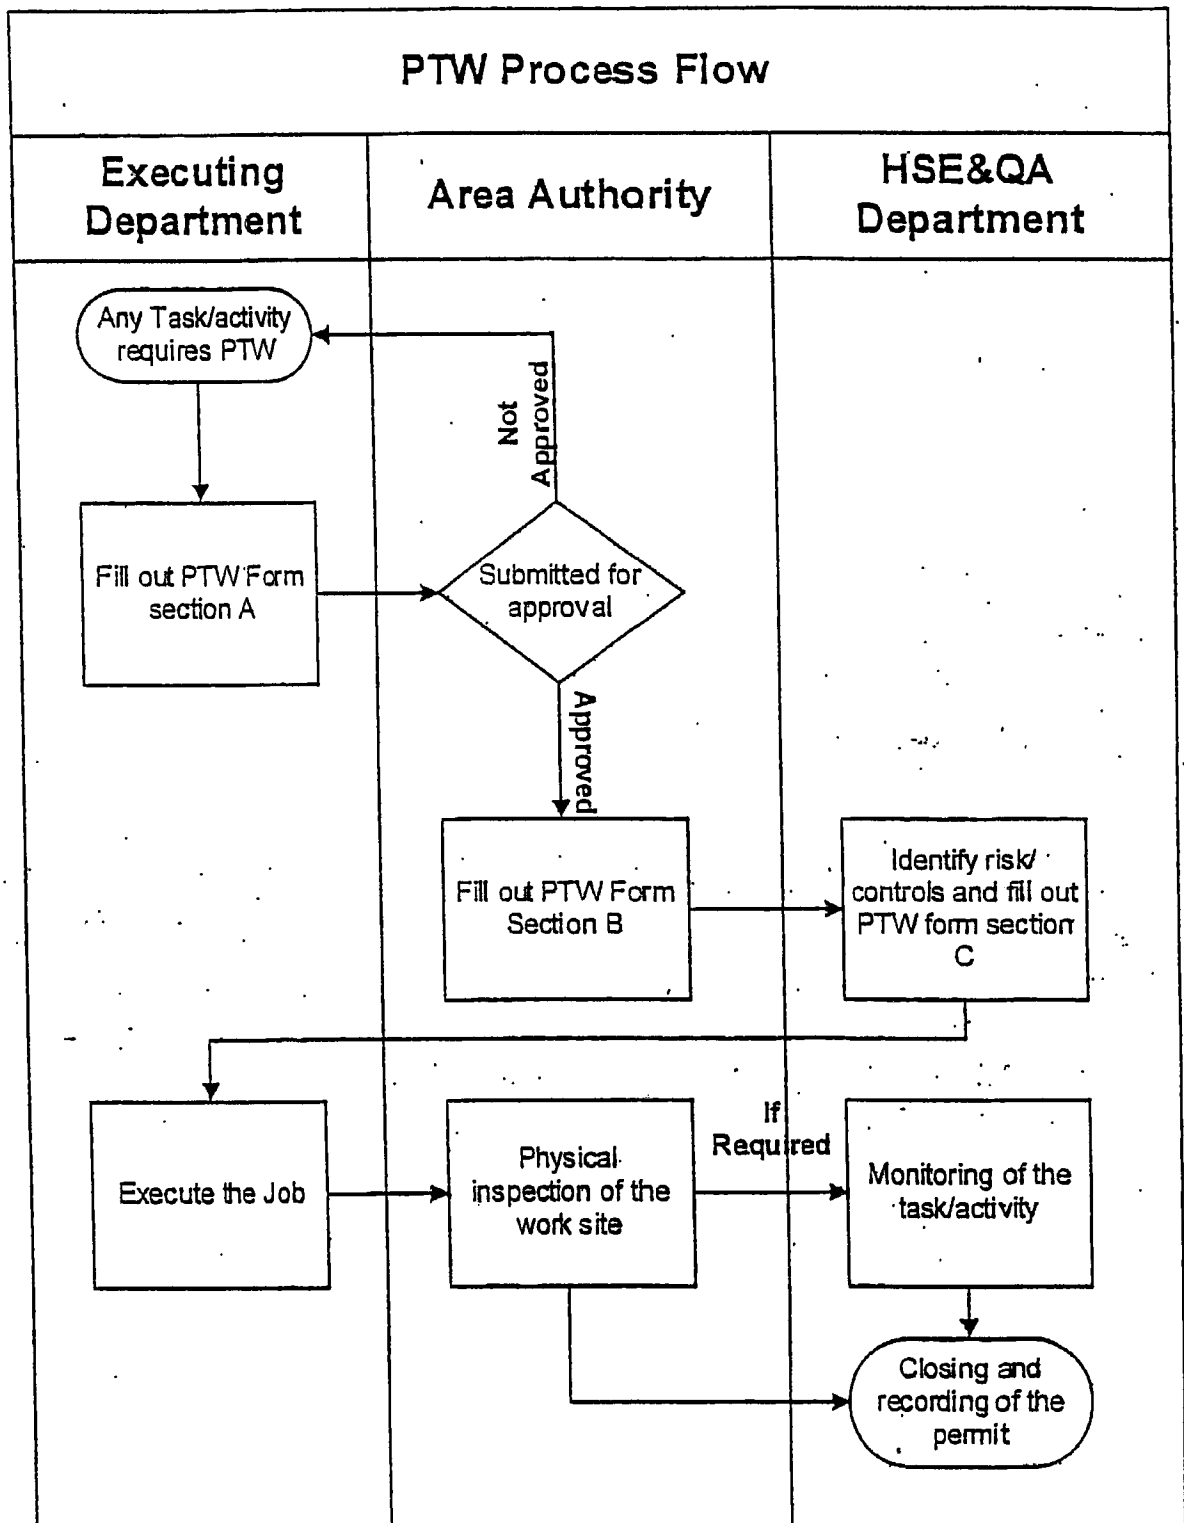 PTW Process Flow
Executing
Department
Area Authority
HSE&QA
Department
Any Task/activity
requires PTW
Not
Approved
Fill out PTW Form
section A
Submitted for
approval
Approved
Fill out PTW Form
Section B
Identify risk/
controls and fill out
PTW form section
C
Execute the Job
Physical
inspection of the
work site
If
Required
Monitoring of the
task/activity
Closing and
recording of the
permit